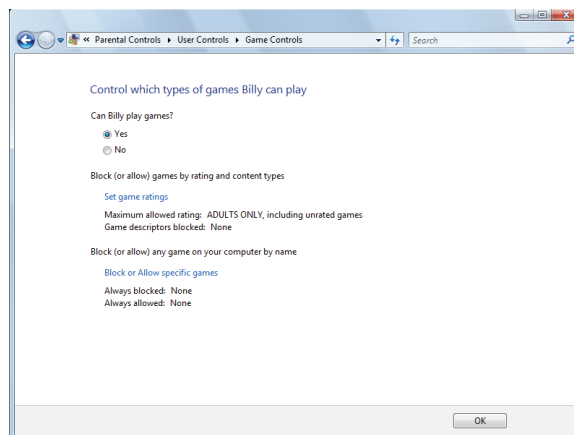 « Parental Controls ▸ User Controls ▸ Game Controls
Search
Control which types of games Billy can play
Can Billy play games?
Yes
No
Block (or allow) games by rating and content types
Set game ratings
Maximum allowed rating: ADULTS ONLY, including unrated games
Game descriptors blocked: None
Block (or allow) any game on your computer by name
Block or Allow specific games
Always blocked: None
Always allowed: None
OK